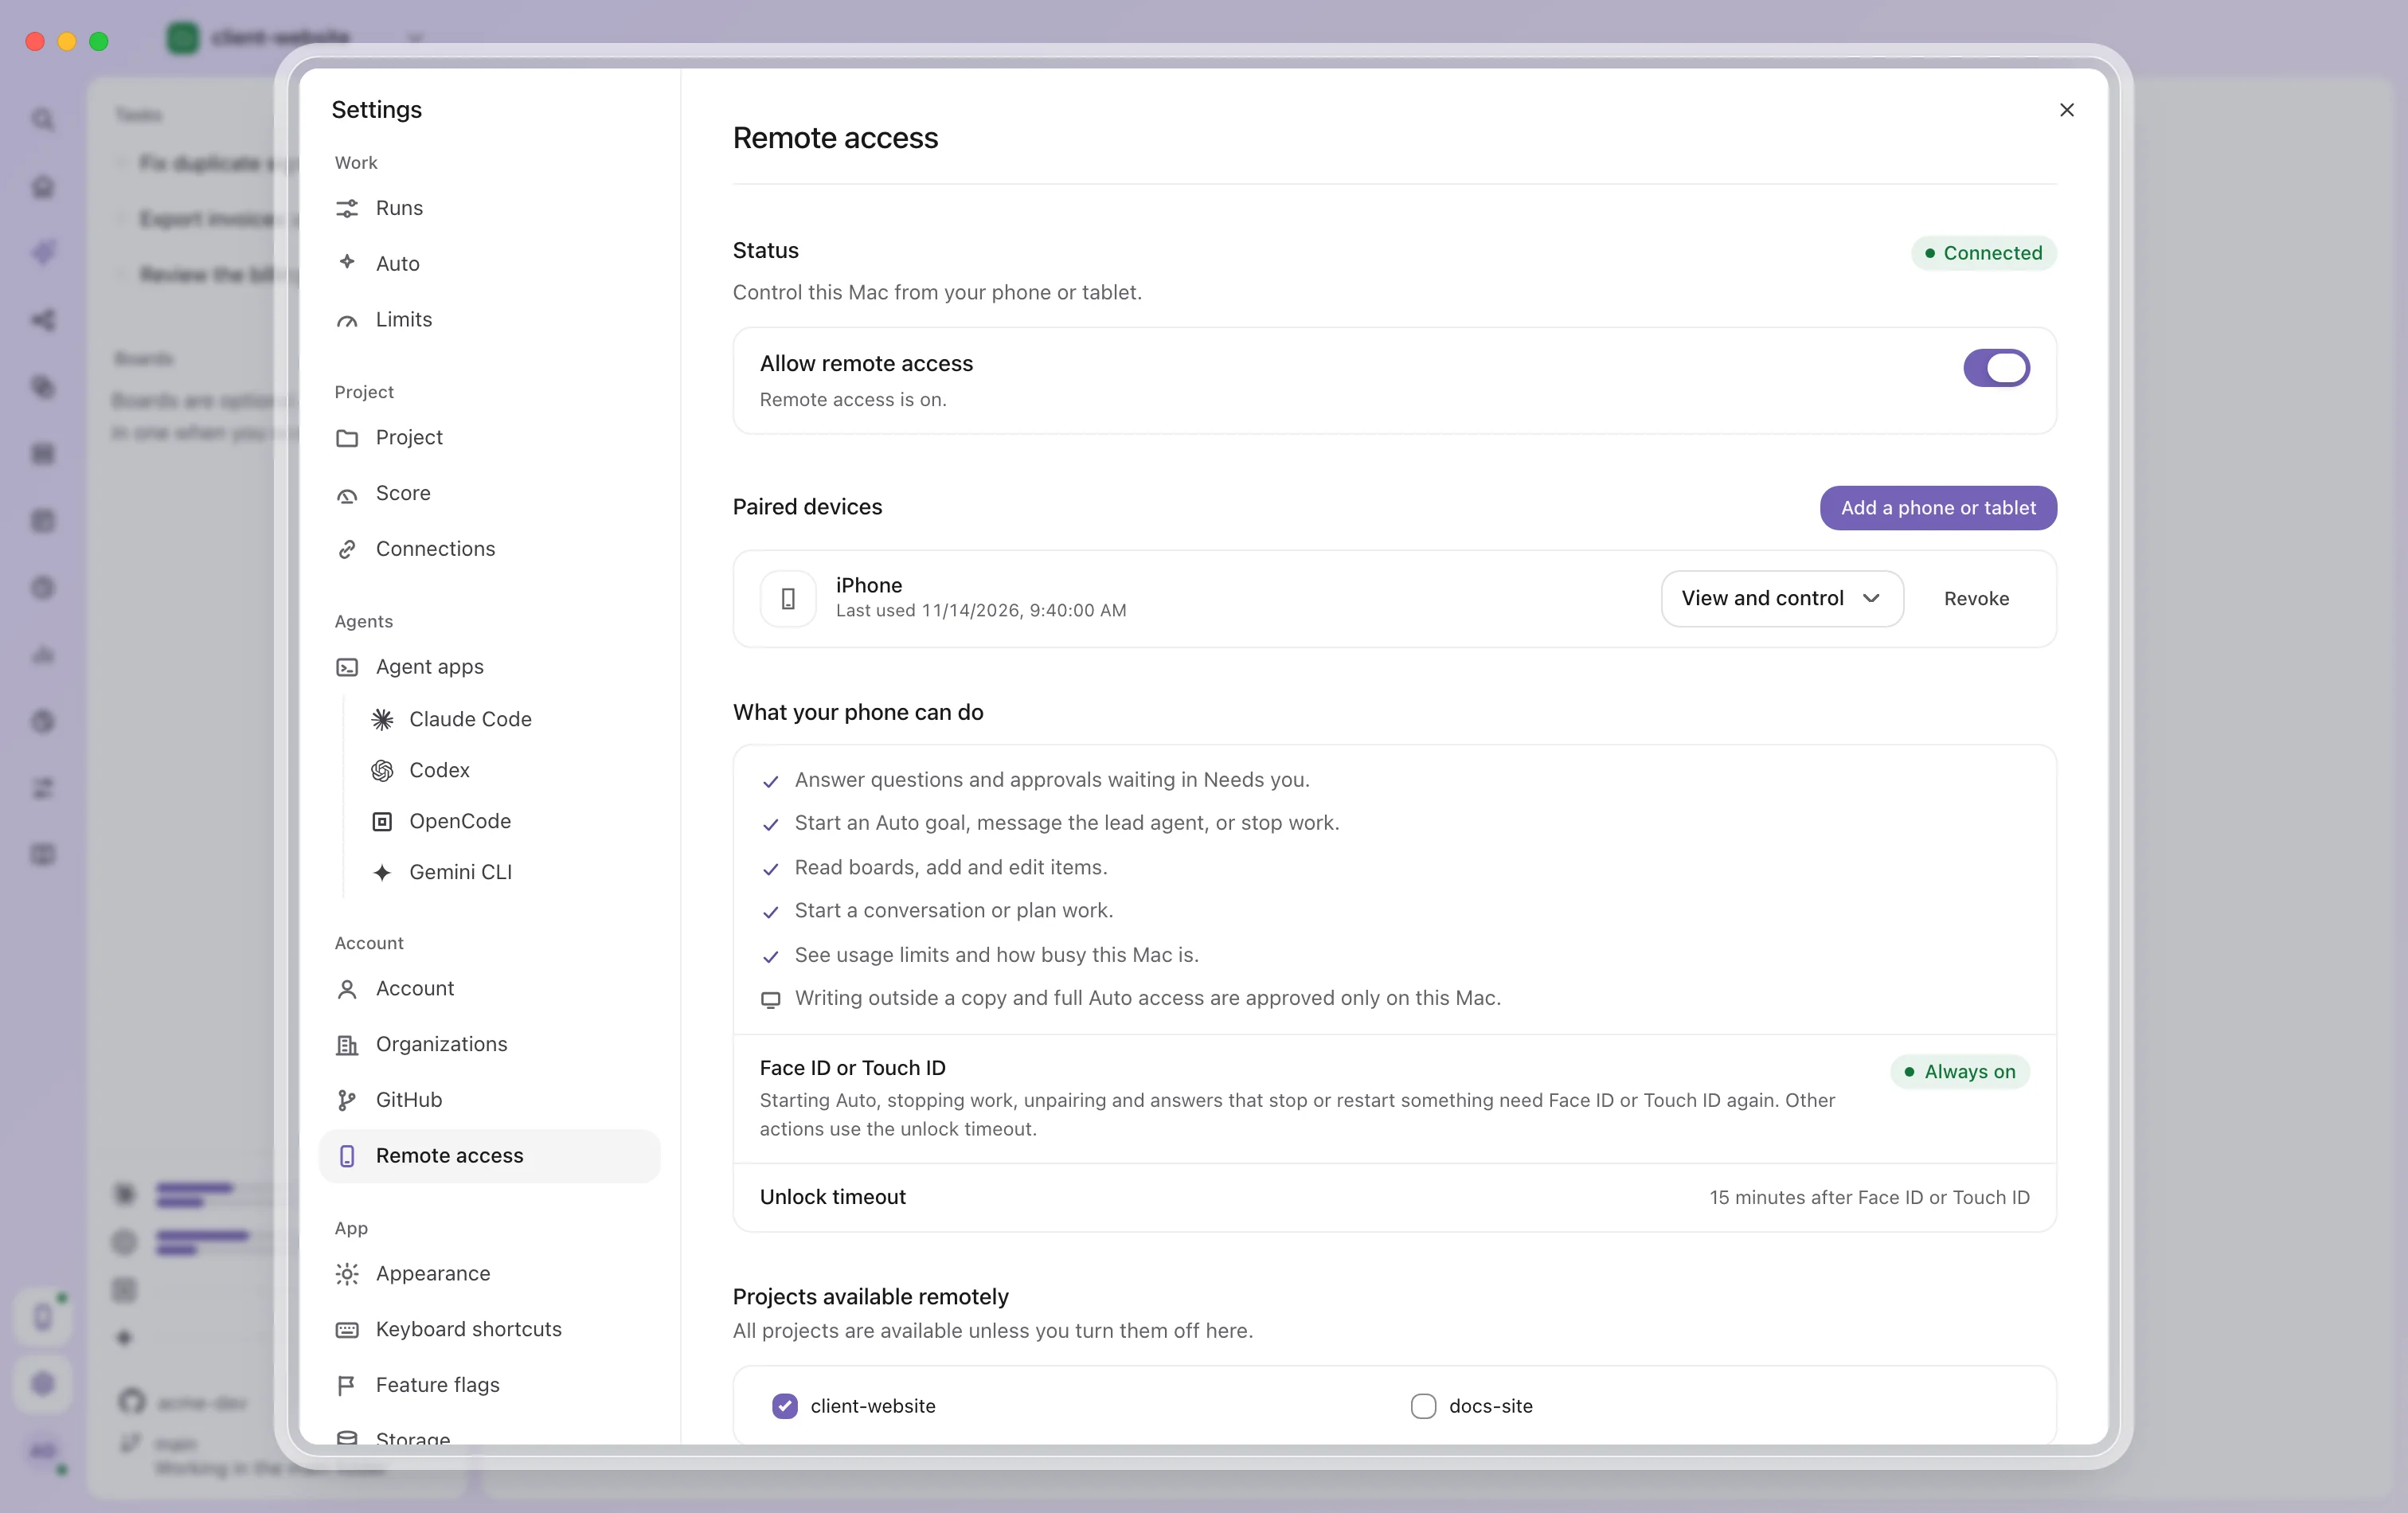 client-website
Tasks
Boards
acme-dev
main
Settings
Work
Runs
Auto
Limits
Project
Project
Score
Connections
Agents
Agent apps
Claude Code
Codex
OpenCode
Gemini CLI
Account
Account
Organizations
GitHub
Remote access
App
Appearance
Keyboard shortcuts
Feature flags
Storage
Remote access
Status
Connected
Control this Mac from your phone or tablet.
Allow remote access
Remote access is on.
Paired devices
Add a phone or tablet
iPhone
Last used 11/14/2026, 9:40:00 AM
View and control
Revoke
What your phone can do
Answer questions and approvals waiting in Needs you.
Start an Auto goal, message the lead agent, or stop work.
Read boards, add and edit items.
Start a conversation or plan work.
See usage limits and how busy this Mac is.
Writing outside a copy and full Auto access are approved only on this Mac.
Face ID or Touch ID
Always on
Starting Auto, stopping work, unpairing and answers that stop or restart something need Face ID or Touch ID again. Other
actions use the unlock timeout.
Unlock timeout
15 minutes after Face ID or Touch ID
Projects available remotely
All projects are available unless you turn them off here.
client-website
docs-site